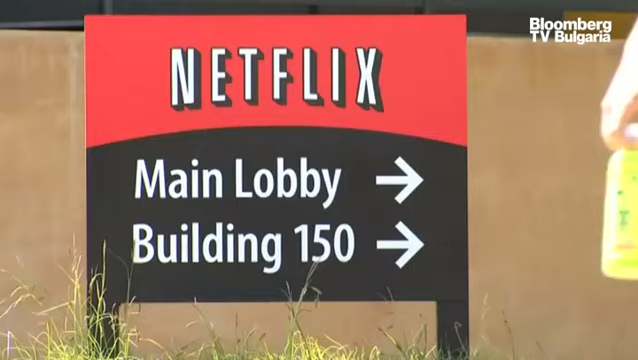 Bloomberg
TV Bulgaria
NETFLIX
Main Lobby
Building 150